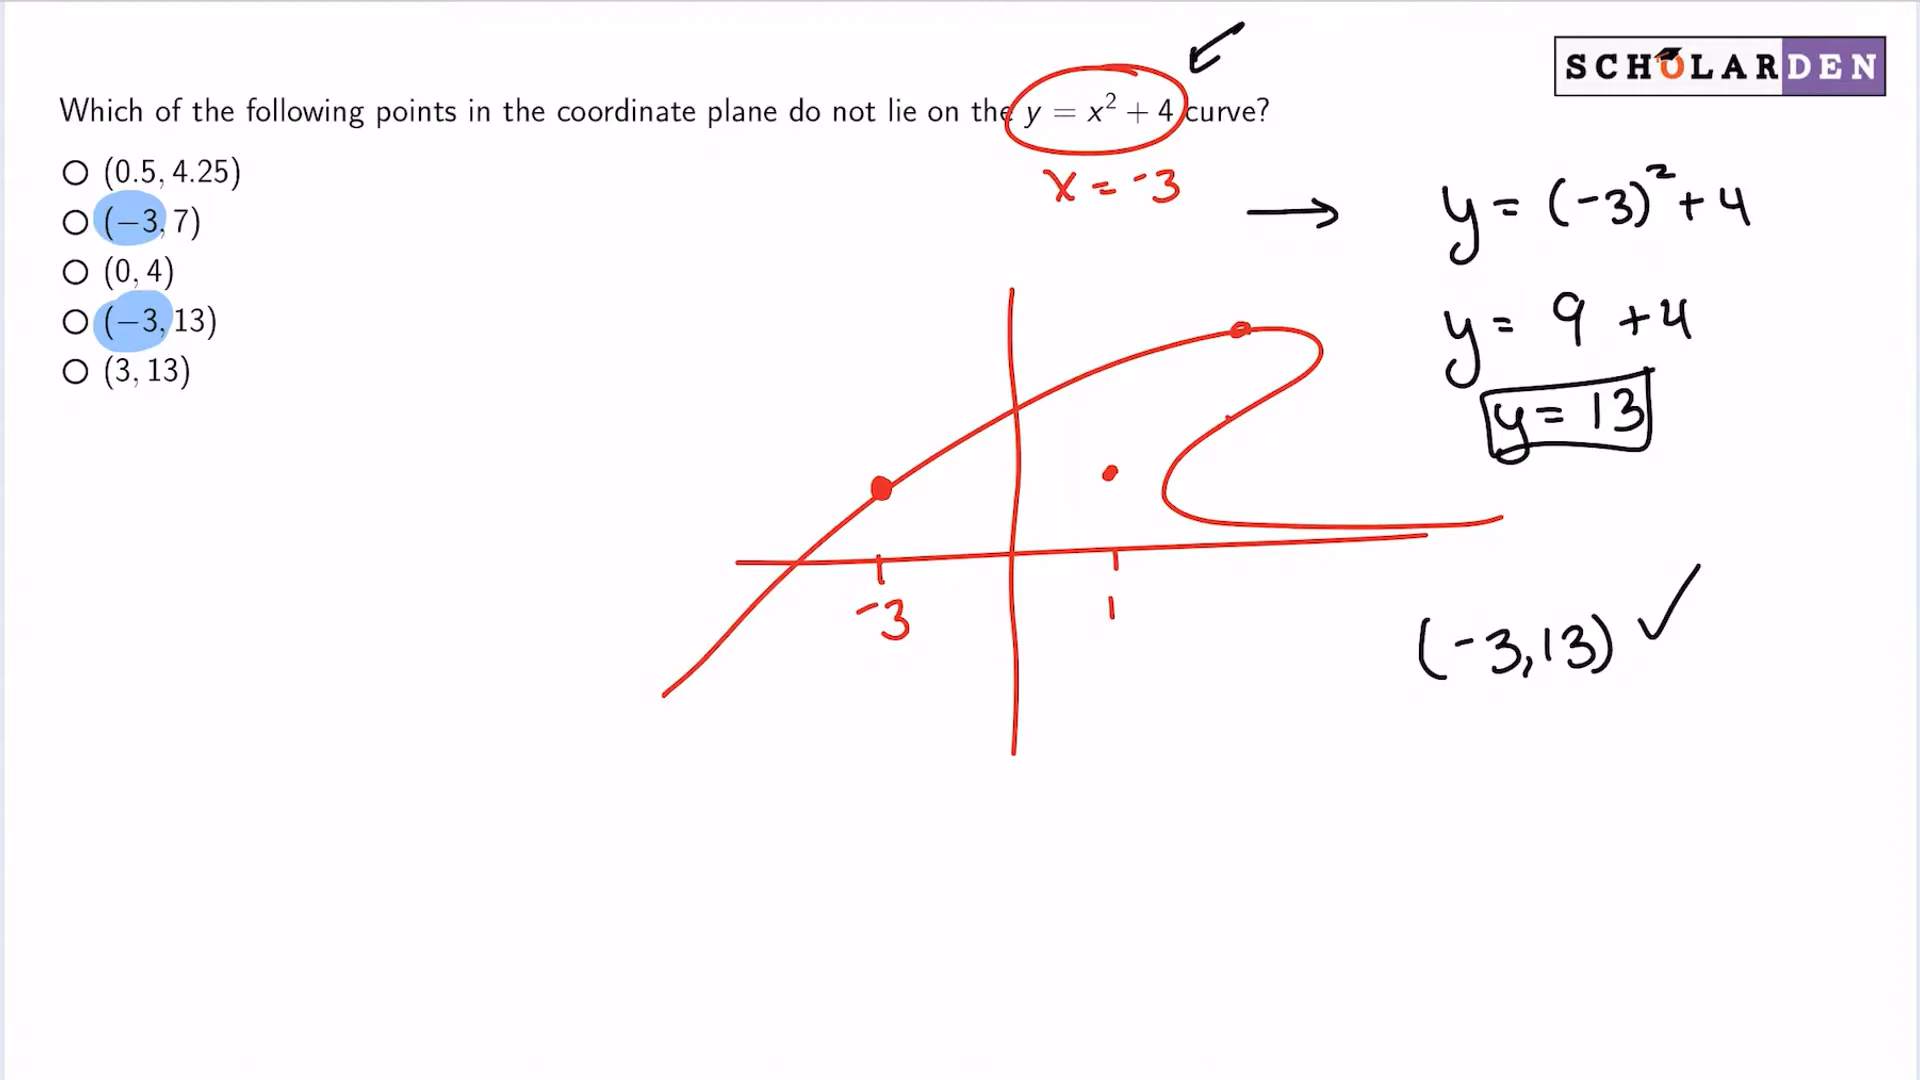 SCHOLARDEN
Which of the following points in the coordinate plane do not lie on the y = x² + 4 curve?
(0.5, 4.25)
(−3, 7)
(0, 4)
(−3, 13)
(3, 13)
x = -3
y = (-3)² + 4
y = 9 + 4
y = 13
-3
1
(-3, 13) ✓